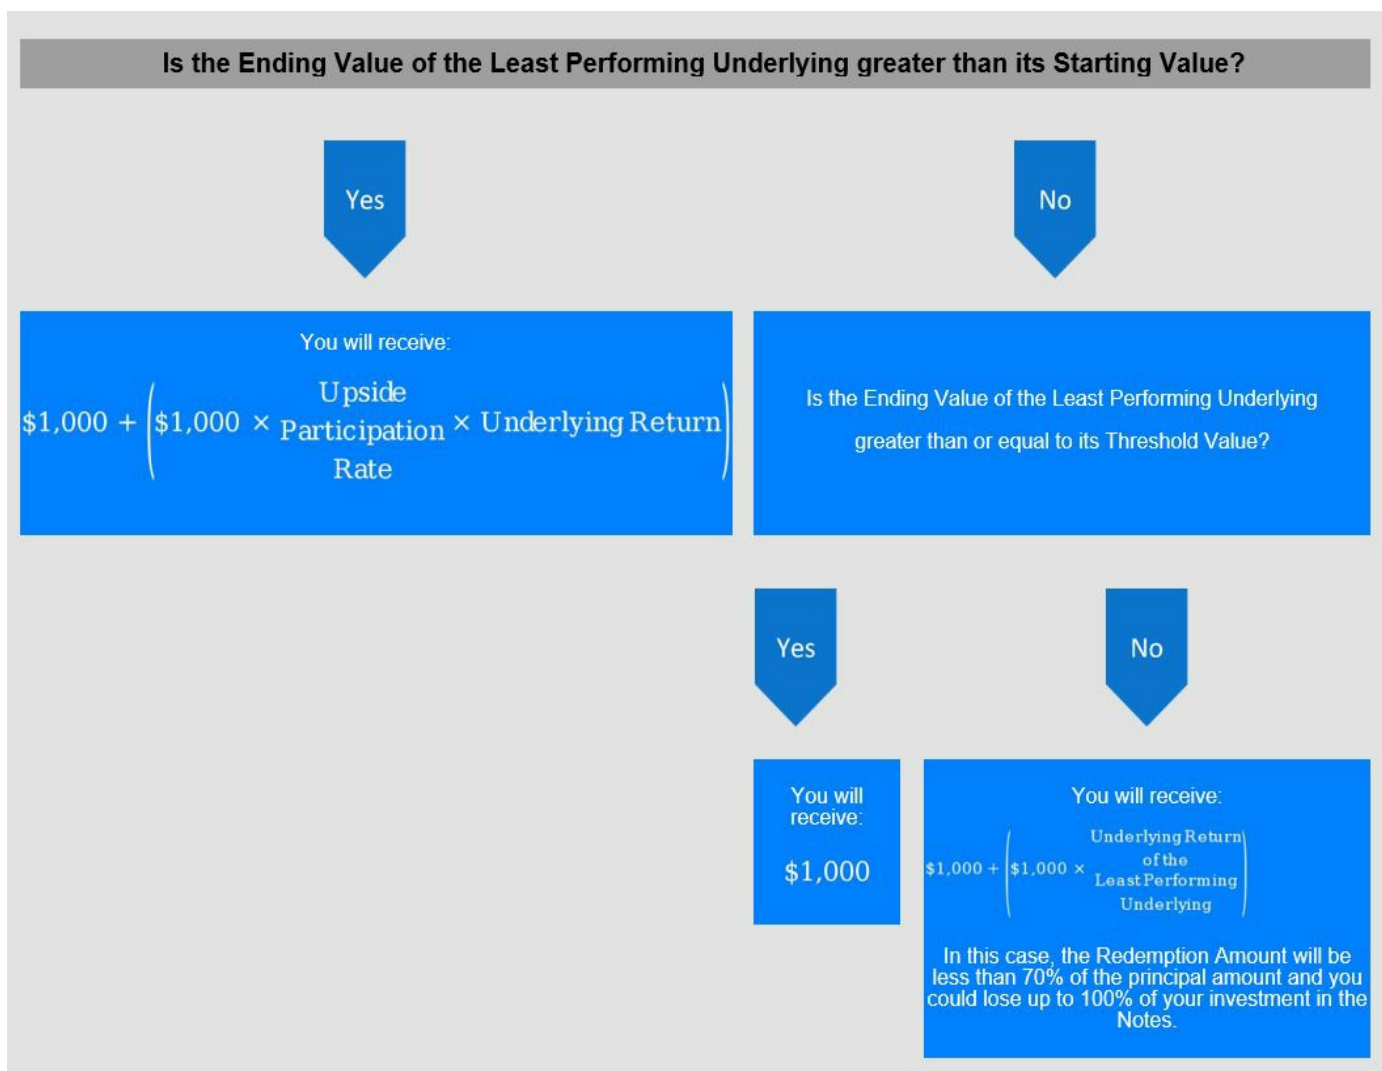 Is the Ending Value of the Least Performing Underlying greater than its Starting Value?
Yes
No
You will receive:
$1,000 + ($1,000 × Upside Participation Rate × Underlying Return)
Is the Ending Value of the Least Performing Underlying
greater than or equal to its Threshold Value?
Yes
No
You will
receive:
$1,000
You will receive:
$1,000 + ($1,000 × Underlying Return of the Least Performing Underlying)
In this case, the Redemption Amount will be
less than 70% of the principal amount and you
could lose up to 100% of your investment in the
Notes.